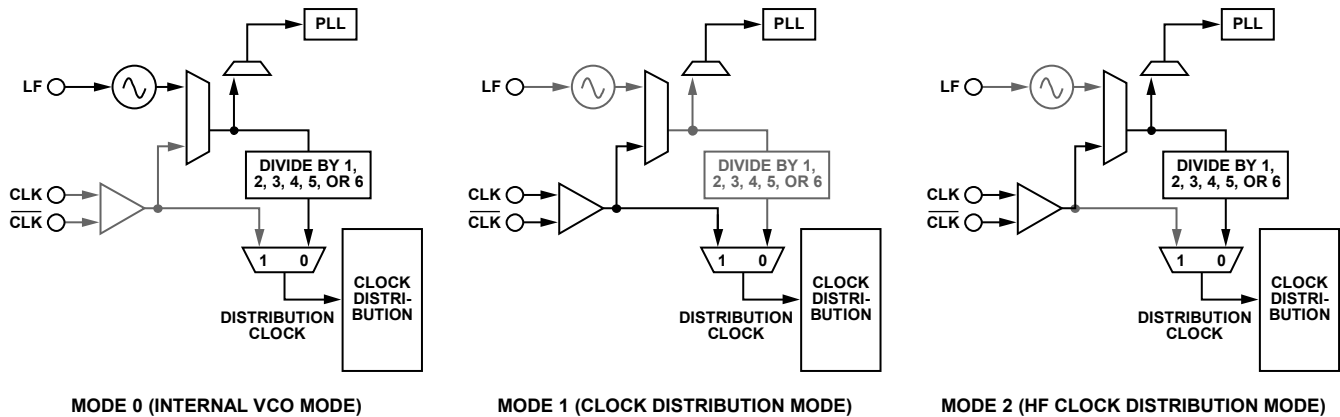 PLL
LF
DIVIDE BY 1,
2, 3, 4, 5, OR 6
CLK
CLK
1 0
CLOCK
DISTRI-
BUTION
DISTRIBUTION
CLOCK
MODE 0 (INTERNAL VCO MODE)
PLL
LF
DIVIDE BY 1,
2, 3, 4, 5, OR 6
CLK
CLK
1 0
CLOCK
DISTRI-
BUTION
DISTRIBUTION
CLOCK
MODE 1 (CLOCK DISTRIBUTION MODE)
PLL
LF
DIVIDE BY 1,
2, 3, 4, 5, OR 6
CLK
CLK
1 0
CLOCK
DISTRI-
BUTION
DISTRIBUTION
CLOCK
MODE 2 (HF CLOCK DISTRIBUTION MODE)